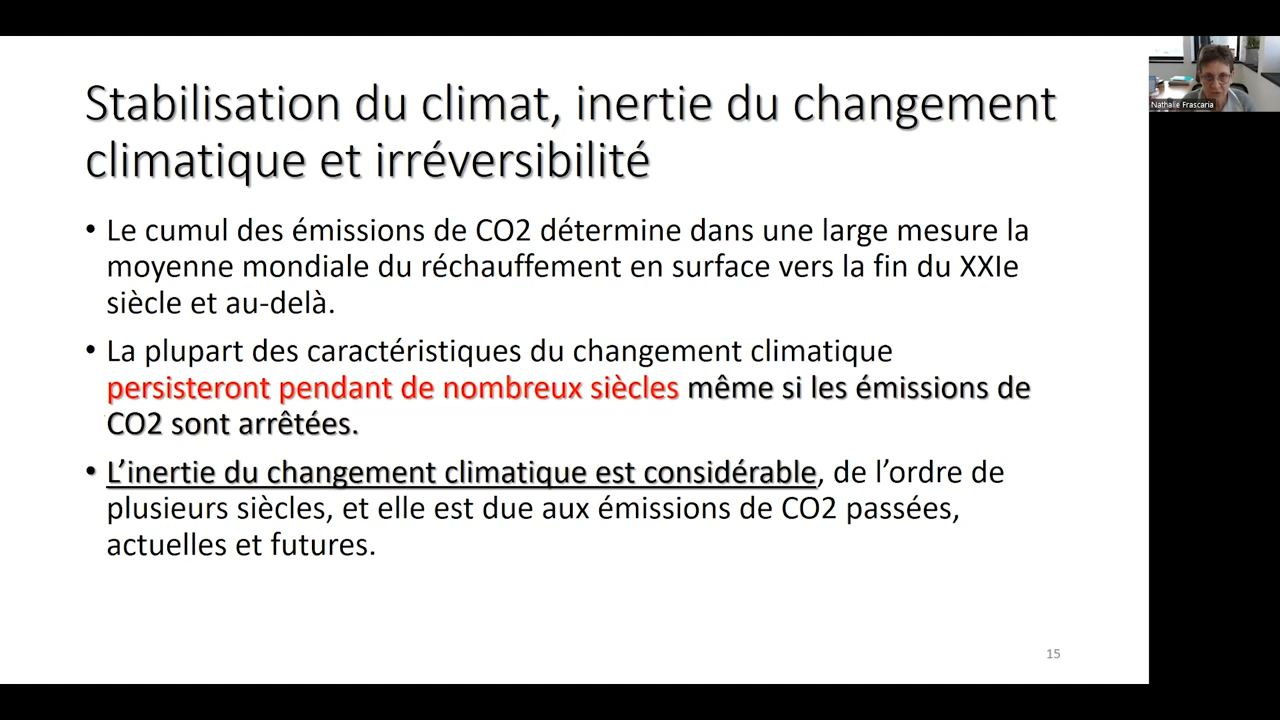 Stabilisation du climat, inertie du changement
climatique et irréversibilité
• Le cumul des émissions de CO2 détermine dans une large mesure la
moyenne mondiale du réchauffement en surface vers la fin du XXIe
siècle et au-delà.
• La plupart des caractéristiques du changement climatique
persisteront pendant de nombreux siècles même si les émissions de
CO2 sont arrêtées.
• L’inertie du changement climatique est considérable, de l’ordre de
plusieurs siècles, et elle est due aux émissions de CO2 passées,
actuelles et futures.
15
Nathalie Frascaria